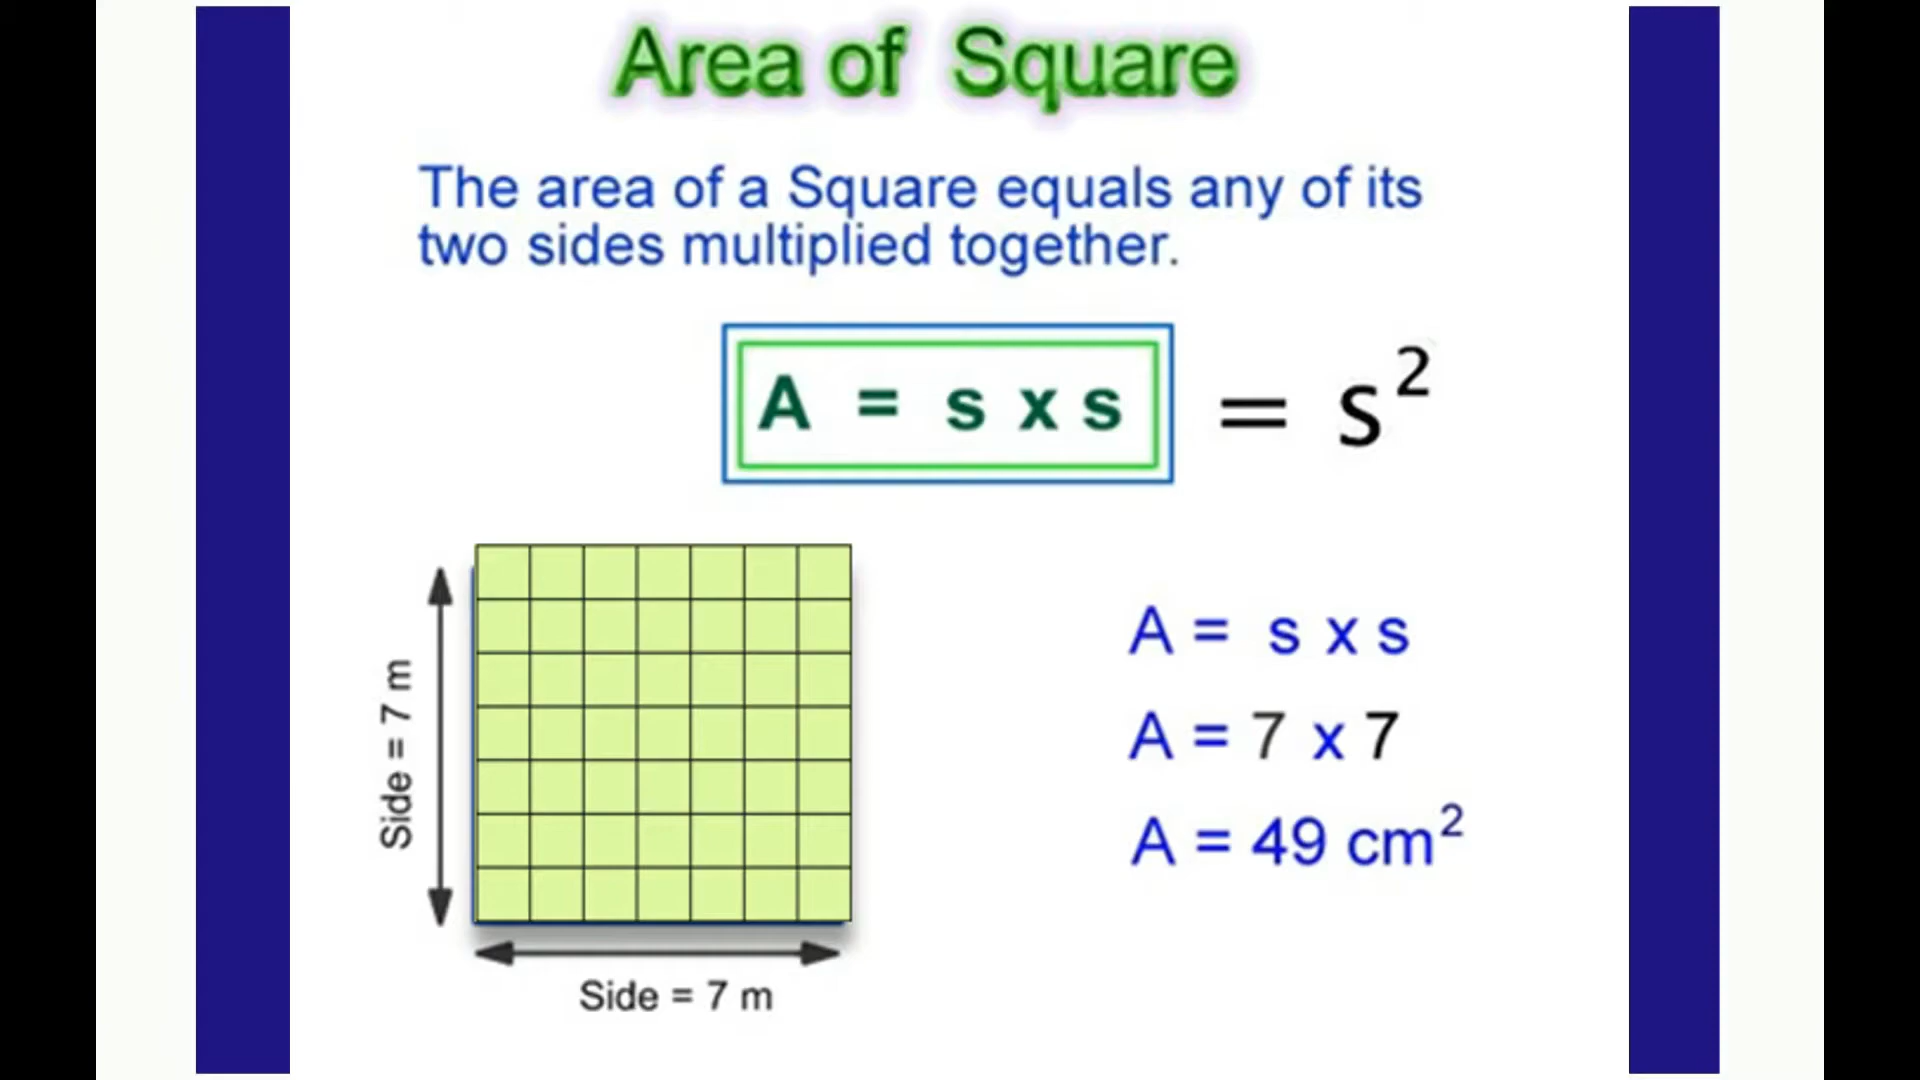 Area of Square
The area of a Square equals any of its
two sides multiplied together.
A = s x s = s²
Side = 7 m
A = s x s
A = 7 x 7
A = 49 cm²
Side = 7 m